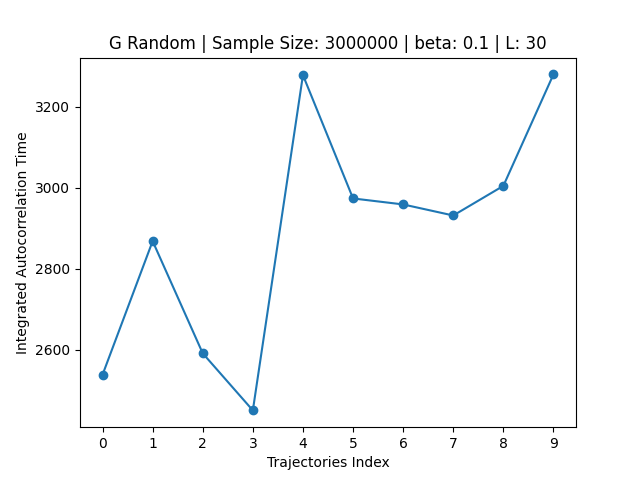 G Random | Sample Size: 3000000 | beta: 0.1 | L: 30
Integrated Autocorrelation Time
3200
3000
2800
2600
0 1 2 3 4 5 6 7 8 9
Trajectories Index